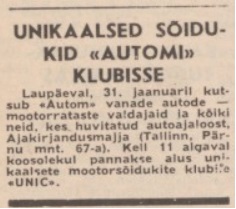 UNIKAALSED SÕIDU-
KID «AUTOMI»
KLUBISSE
Laupäeval, 31. jaanuaril kut-
sub «Autom» vanade autode —
mootorrataste valdajaid ja kõiki
neid, kes huvitatud autoajaloost,
Ajakirjandusmajja (Tallinn, Pär-
nu mnt. 67-a). Kell 11 algaval
koosolekul pannakse alus uni-
kaalsete mootorsõidukite klubile
«UNIC».